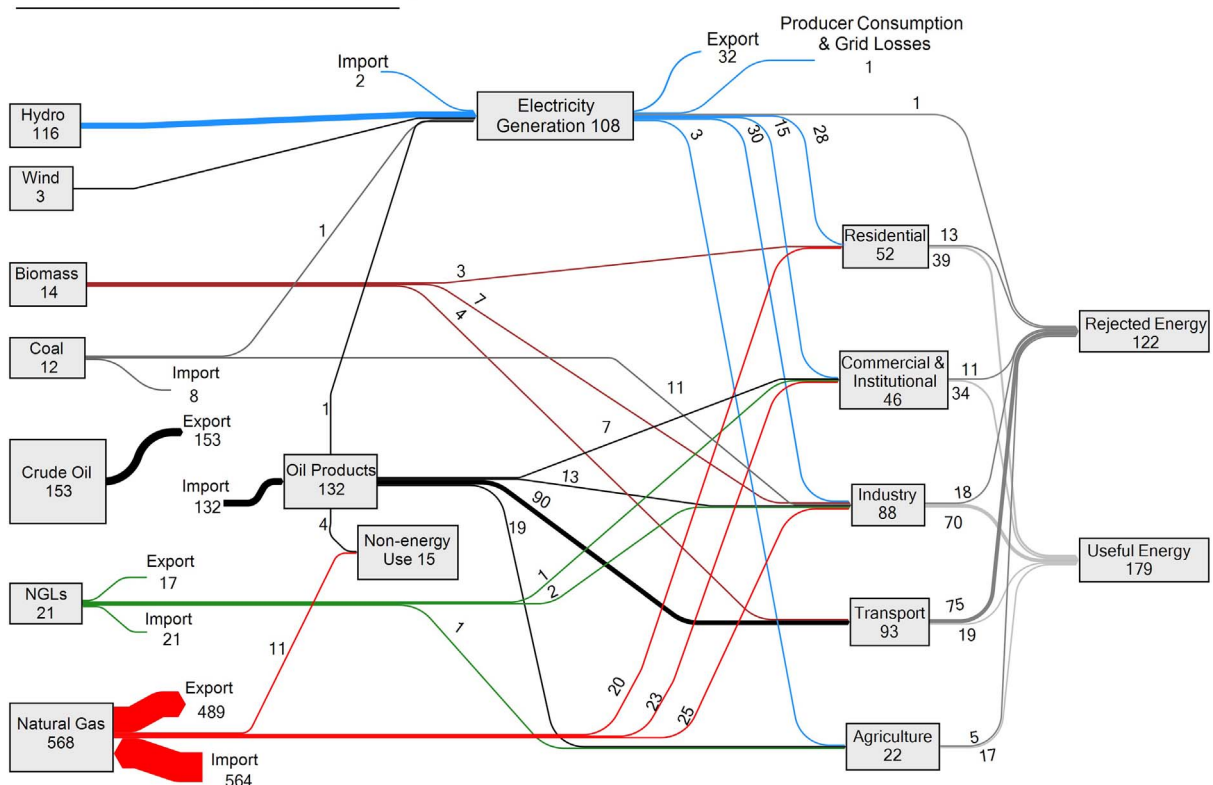 Producer Consumption
& Grid Losses
1
Export
32
Import
2
Electricity
Generation 108
1
Hydro
116
3
30
15
28
Wind
3
1
Residential
52
13
39
Biomass
14
3
7
4
Rejected Energy
122
Coal
12
Import
8
11
Commercial &
Institutional
46
11
34
1
7
Export
153
Crude Oil
153
Import
132
Oil Products
132
13
90
19
Industry
88
18
70
4
Non-energy
Use 15
Useful Energy
179
Export
17
NGLs
21
Import
21
1
2
1
Transport
93
75
19
11
Export
489
Natural Gas
568
Import
564
20
23
25
Agriculture
22
5
17